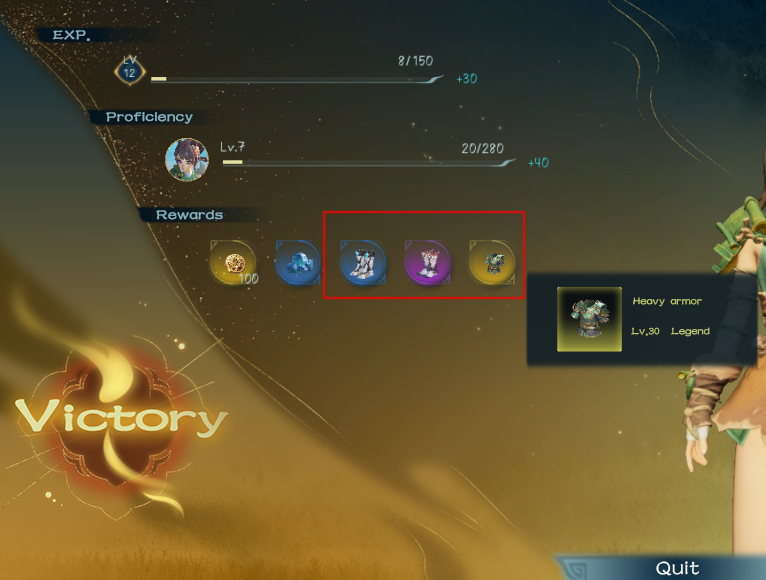 EXP.
LV
12
8/150
+30
Proficiency
Lv.7
20/280
+40
Rewards
100
Heavy armor
Lv.30 Legend
Victory
Quit